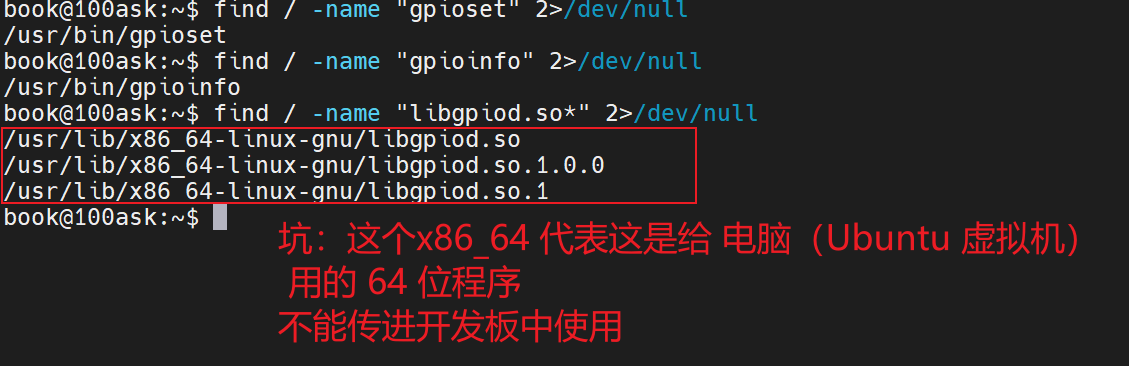 book@100ask:~$ find / -name "gpioset" 2>/dev/null
/usr/bin/gpioset
book@100ask:~$ find / -name "gpioinfo" 2>/dev/null
/usr/bin/gpioinfo
book@100ask:~$ find / -name "libgpiod.so*" 2>/dev/null
/usr/lib/x86_64-linux-gnu/libgpiod.so
/usr/lib/x86_64-linux-gnu/libgpiod.so.1.0.0
/usr/lib/x86_64-linux-gnu/libgpiod.so.1
book@100ask:~$
坑：这个x86_64 代表这是给 电脑（Ubuntu 虚拟机）
用的 64 位程序
不能传进开发板中使用